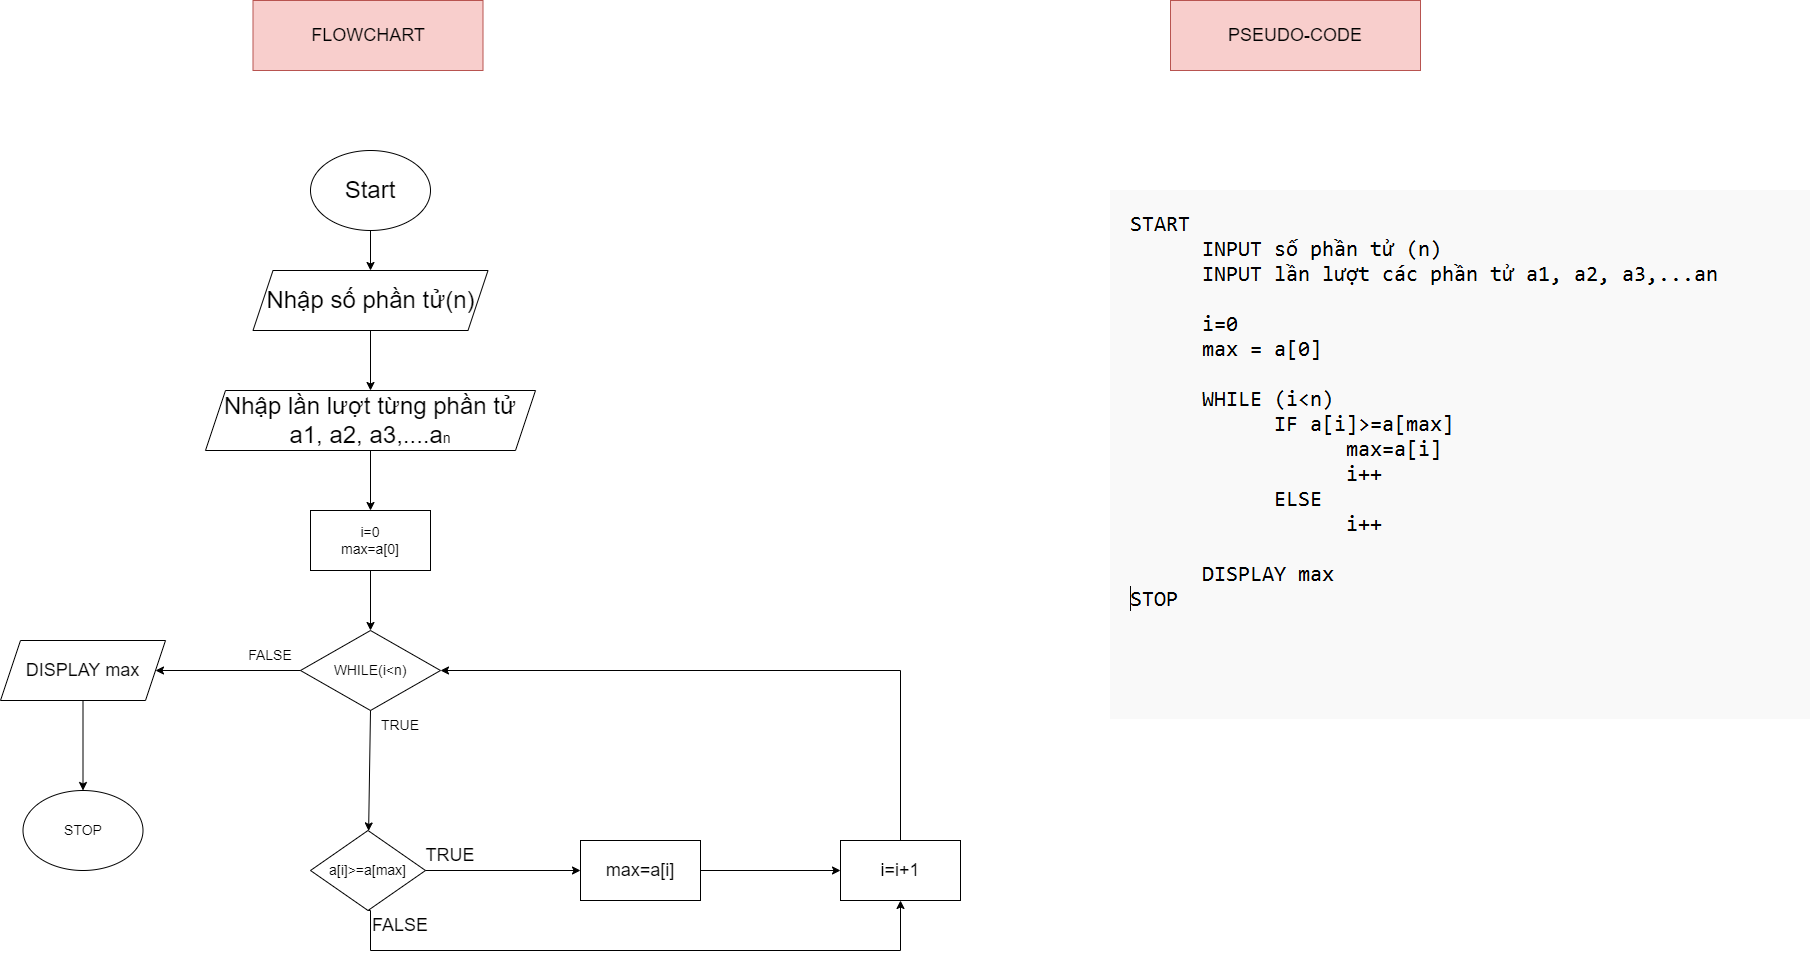 FLOWCHART
PSEUDO-CODE
Start
Nhập số phần tử(n)
Nhập lần lượt từng phần tử
a1, a2, a3,....an
i=0
max=a[0]
WHILE(i<n)
FALSE
DISPLAY max
STOP
TRUE
a[i]>=a[max]
TRUE
max=a[i]
i=i+1
FALSE
START
INPUT số phần tử (n)
INPUT lần lượt các phần tử a1, a2, a3,...an
i=0
max = a[0]
WHILE (i<n)
IF a[i]>=a[max]
max=a[i]
i++
ELSE
i++
DISPLAY max
STOP